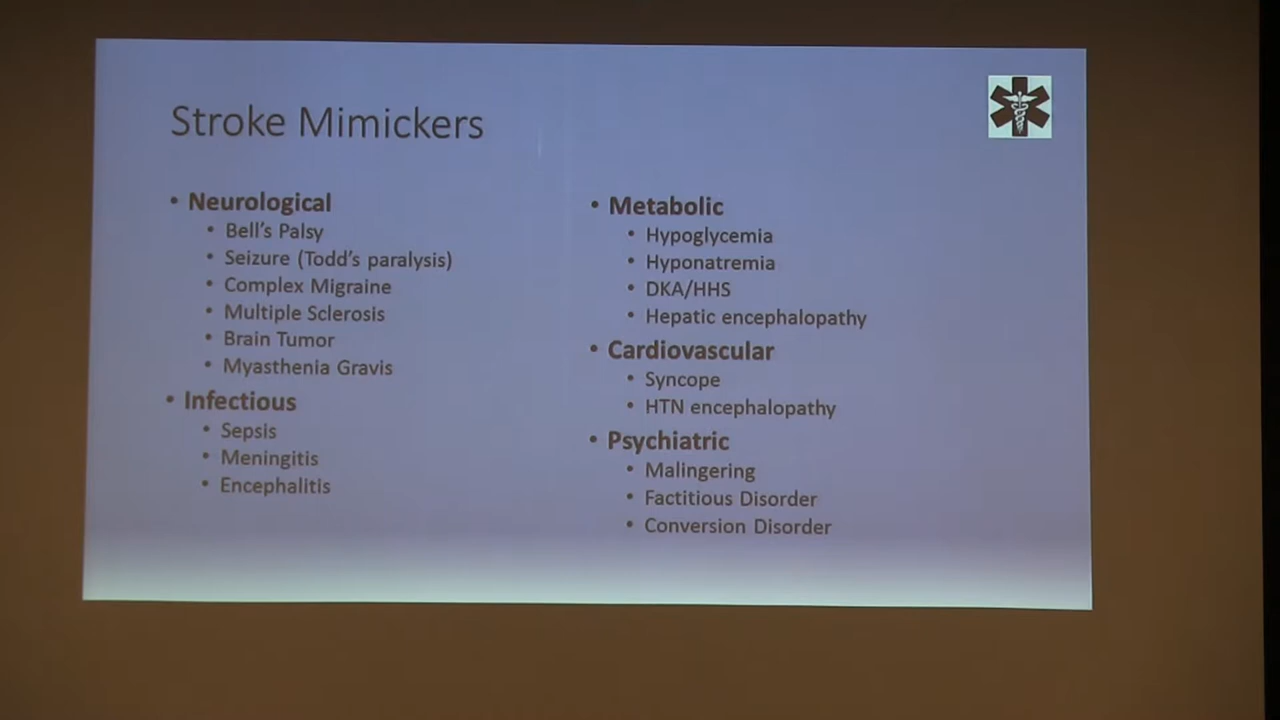 Stroke Mimickers
• Neurological
• Bell's Palsy
• Seizure (Todd's paralysis)
• Complex Migraine
• Multiple Sclerosis
• Brain Tumor
• Myasthenia Gravis
• Infectious
• Sepsis
• Meningitis
• Encephalitis
• Metabolic
• Hypoglycemia
• Hyponatremia
• DKA/HHS
• Hepatic encephalopathy
• Cardiovascular
• Syncope
• HTN encephalopathy
• Psychiatric
• Malingering
• Factitious Disorder
• Conversion Disorder